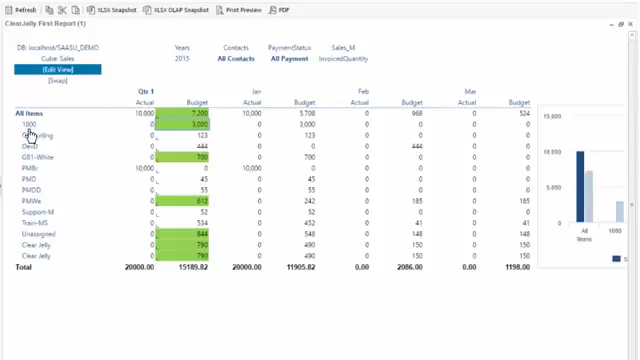 Refresh XLSX Snapshot XLSX OLAP Snapshot Print Preview PDF
ClearJelly First Report (1)
DB: localhost/SAASU_DEMO Years Contacts PaymentStatus Sales_M
Cube: Sales 2015 All Contacts All Payment InvoicedQuantity
[Edit View]
[Swap]
Qtr 1 Jan Feb Mar
Actual Budget Actual Budget Actual Budget Actual Budget
All Items 10,000 7,200 10,000 5,708 0 968 0 524
1000 0 3,000 0 3,000 0 0 0 0
0 123 0 123 0 0 0 0
0 444 0 444 0 444 0 0
GB1-White 0 700 0 700 0 0 0 0
PMBr 10,000 0 10,000 0 0 0 0 0
PMD 0 45 0 45 0 0 0 0
PMDD 0 55 0 55 0 0 0 0
PMWe 0 612 0 242 0 185 0 185
Support-M 0 52 0 52 0 0 0 0
Train-MS 0 534 0 452 0 41 0 41
Unassigned 0 844 0 548 0 148 0 148
Clear Jelly 0 790 0 490 0 150 0 150
Clear Jelly 0 790 0 490 0 150 0 150
Total 20000.00 15189.82 20000.00 11905.82 0.00 2086.00 0.00 1198.00
15,000
10,000
5,000
0
All Items 1000